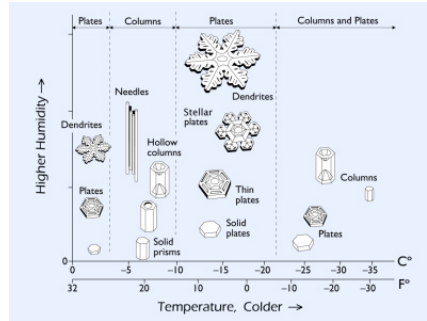 Plates
Columns
Plates
Columns and Plates
Needles
Dendrites
Dendrites
Stellar
plates
Hollow
columns
Columns
Plates
Thin
plates
Solid
plates
Plates
Solid
prisms
Higher Humidity →
0
0 -5 -10 -15 -20 -25 -30 -35 C°
32 20 10 0 -10 -20 -30 F°
Temperature, Colder →